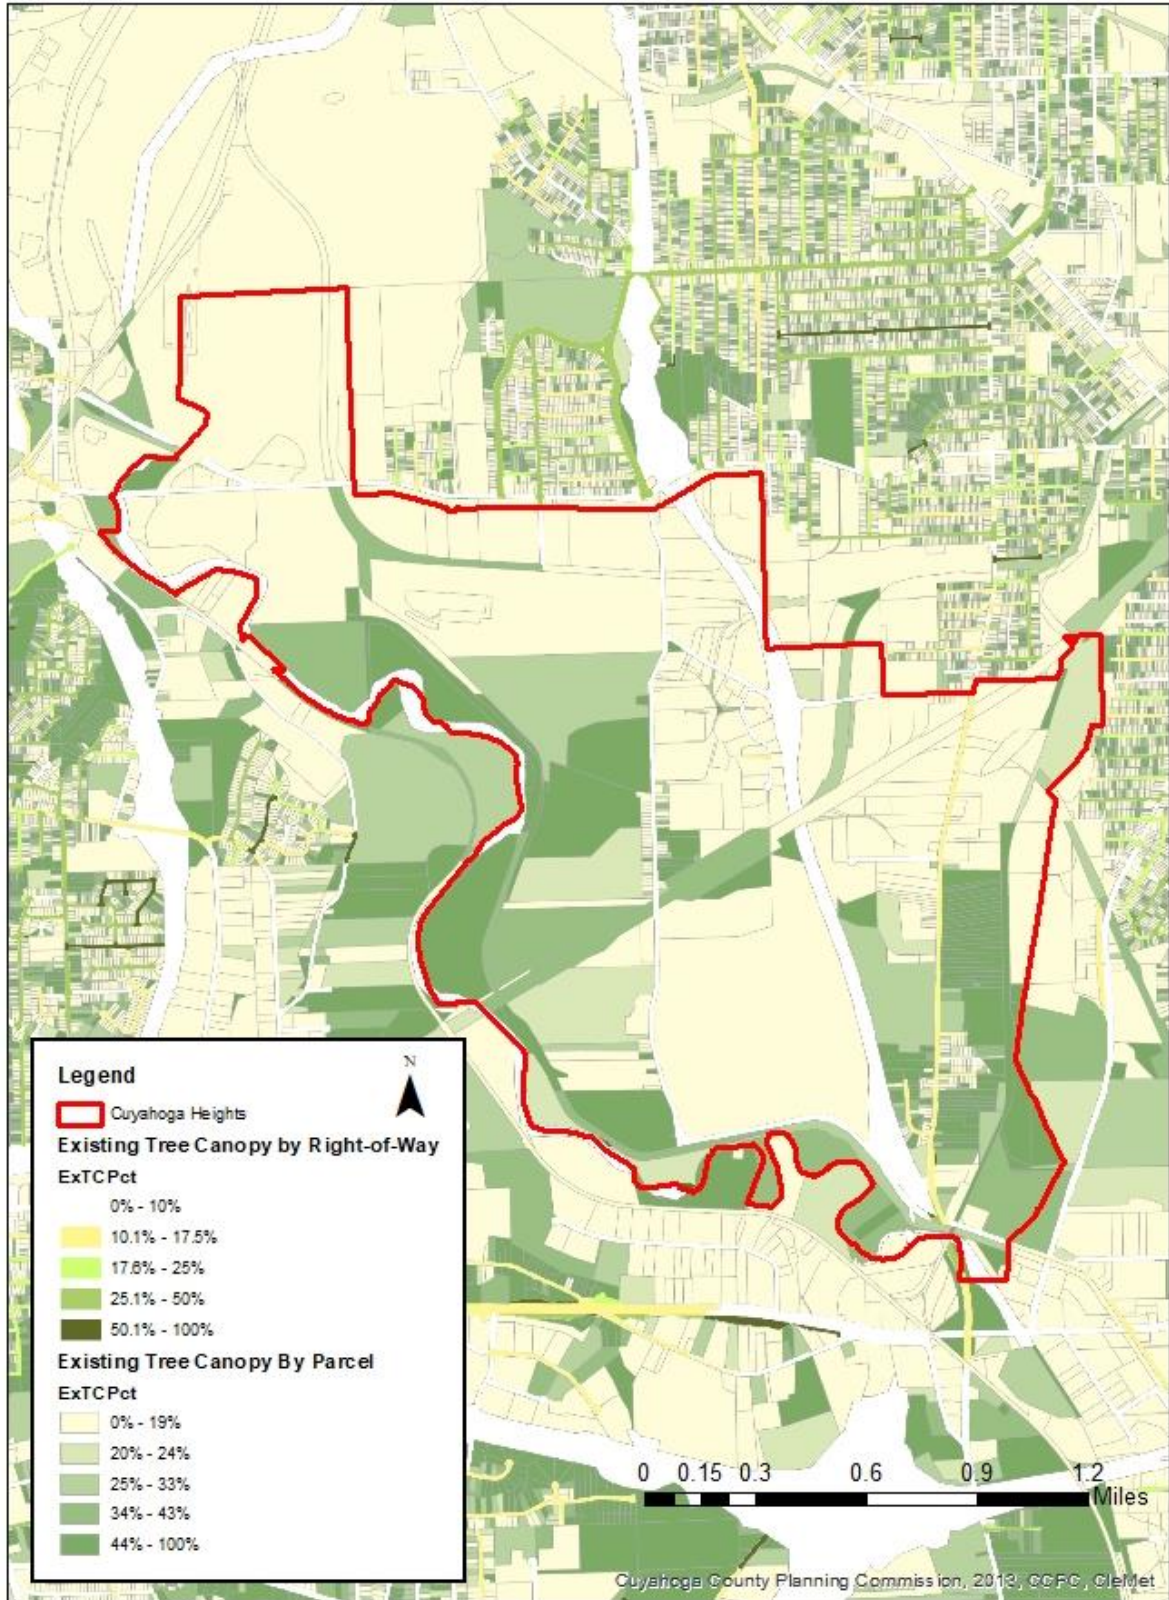 Legend
N
Cuyahoga Heights
Existing Tree Canopy by Right-of-Way
ExTCPct
0% - 10%
10.1% - 17.5%
17.6% - 25%
25.1% - 50%
50.1% - 100%
Existing Tree Canopy By Parcel
ExTCPct
0% - 19%
20% - 24%
25% - 33%
34% - 43%
44% - 100%
0 0.15 0.3 0.6 0.9 1.2
Miles
Cuyahoga County Planning Commission, 2013, CCPC, CleMet